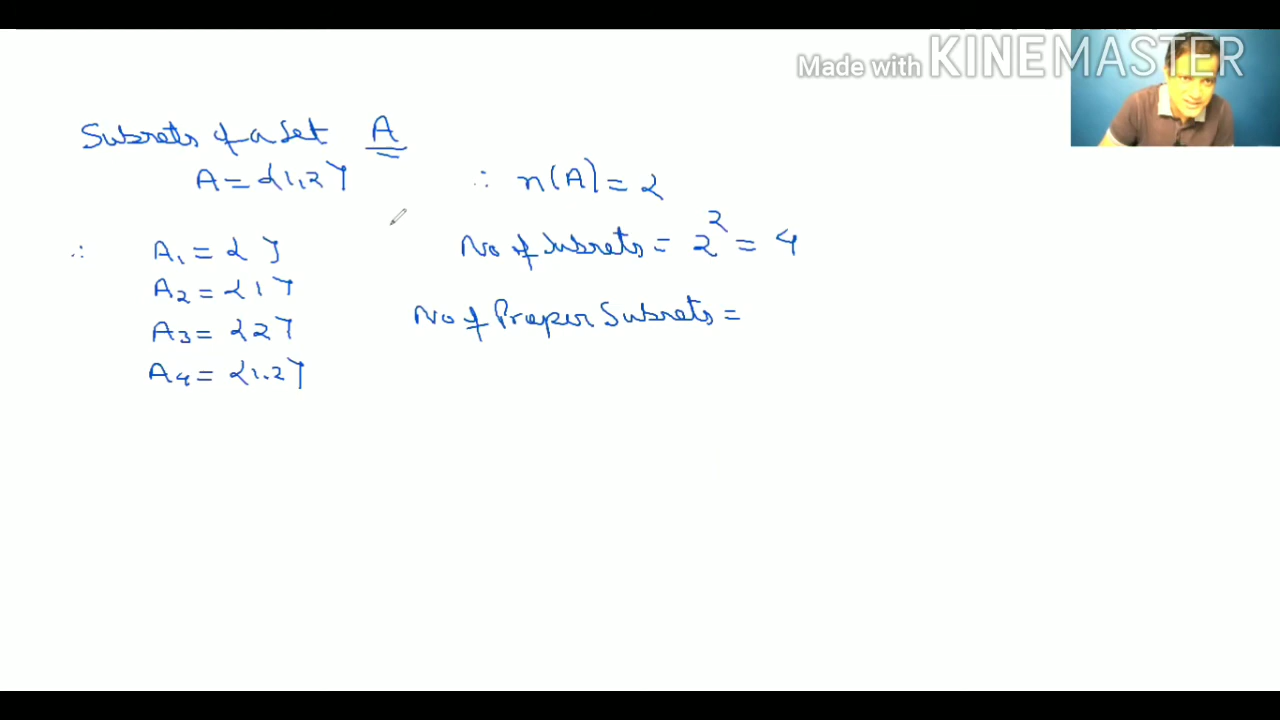 Made with KINEMASTER
Subsets of a Set A
A = {1,2}
∴ n(A) = 2
∴ A₁ = { }
No of Subsets = 2² = 4
A₂ = {1}
No of Proper Subsets =
A₃ = {2}
A₄ = {1.2}